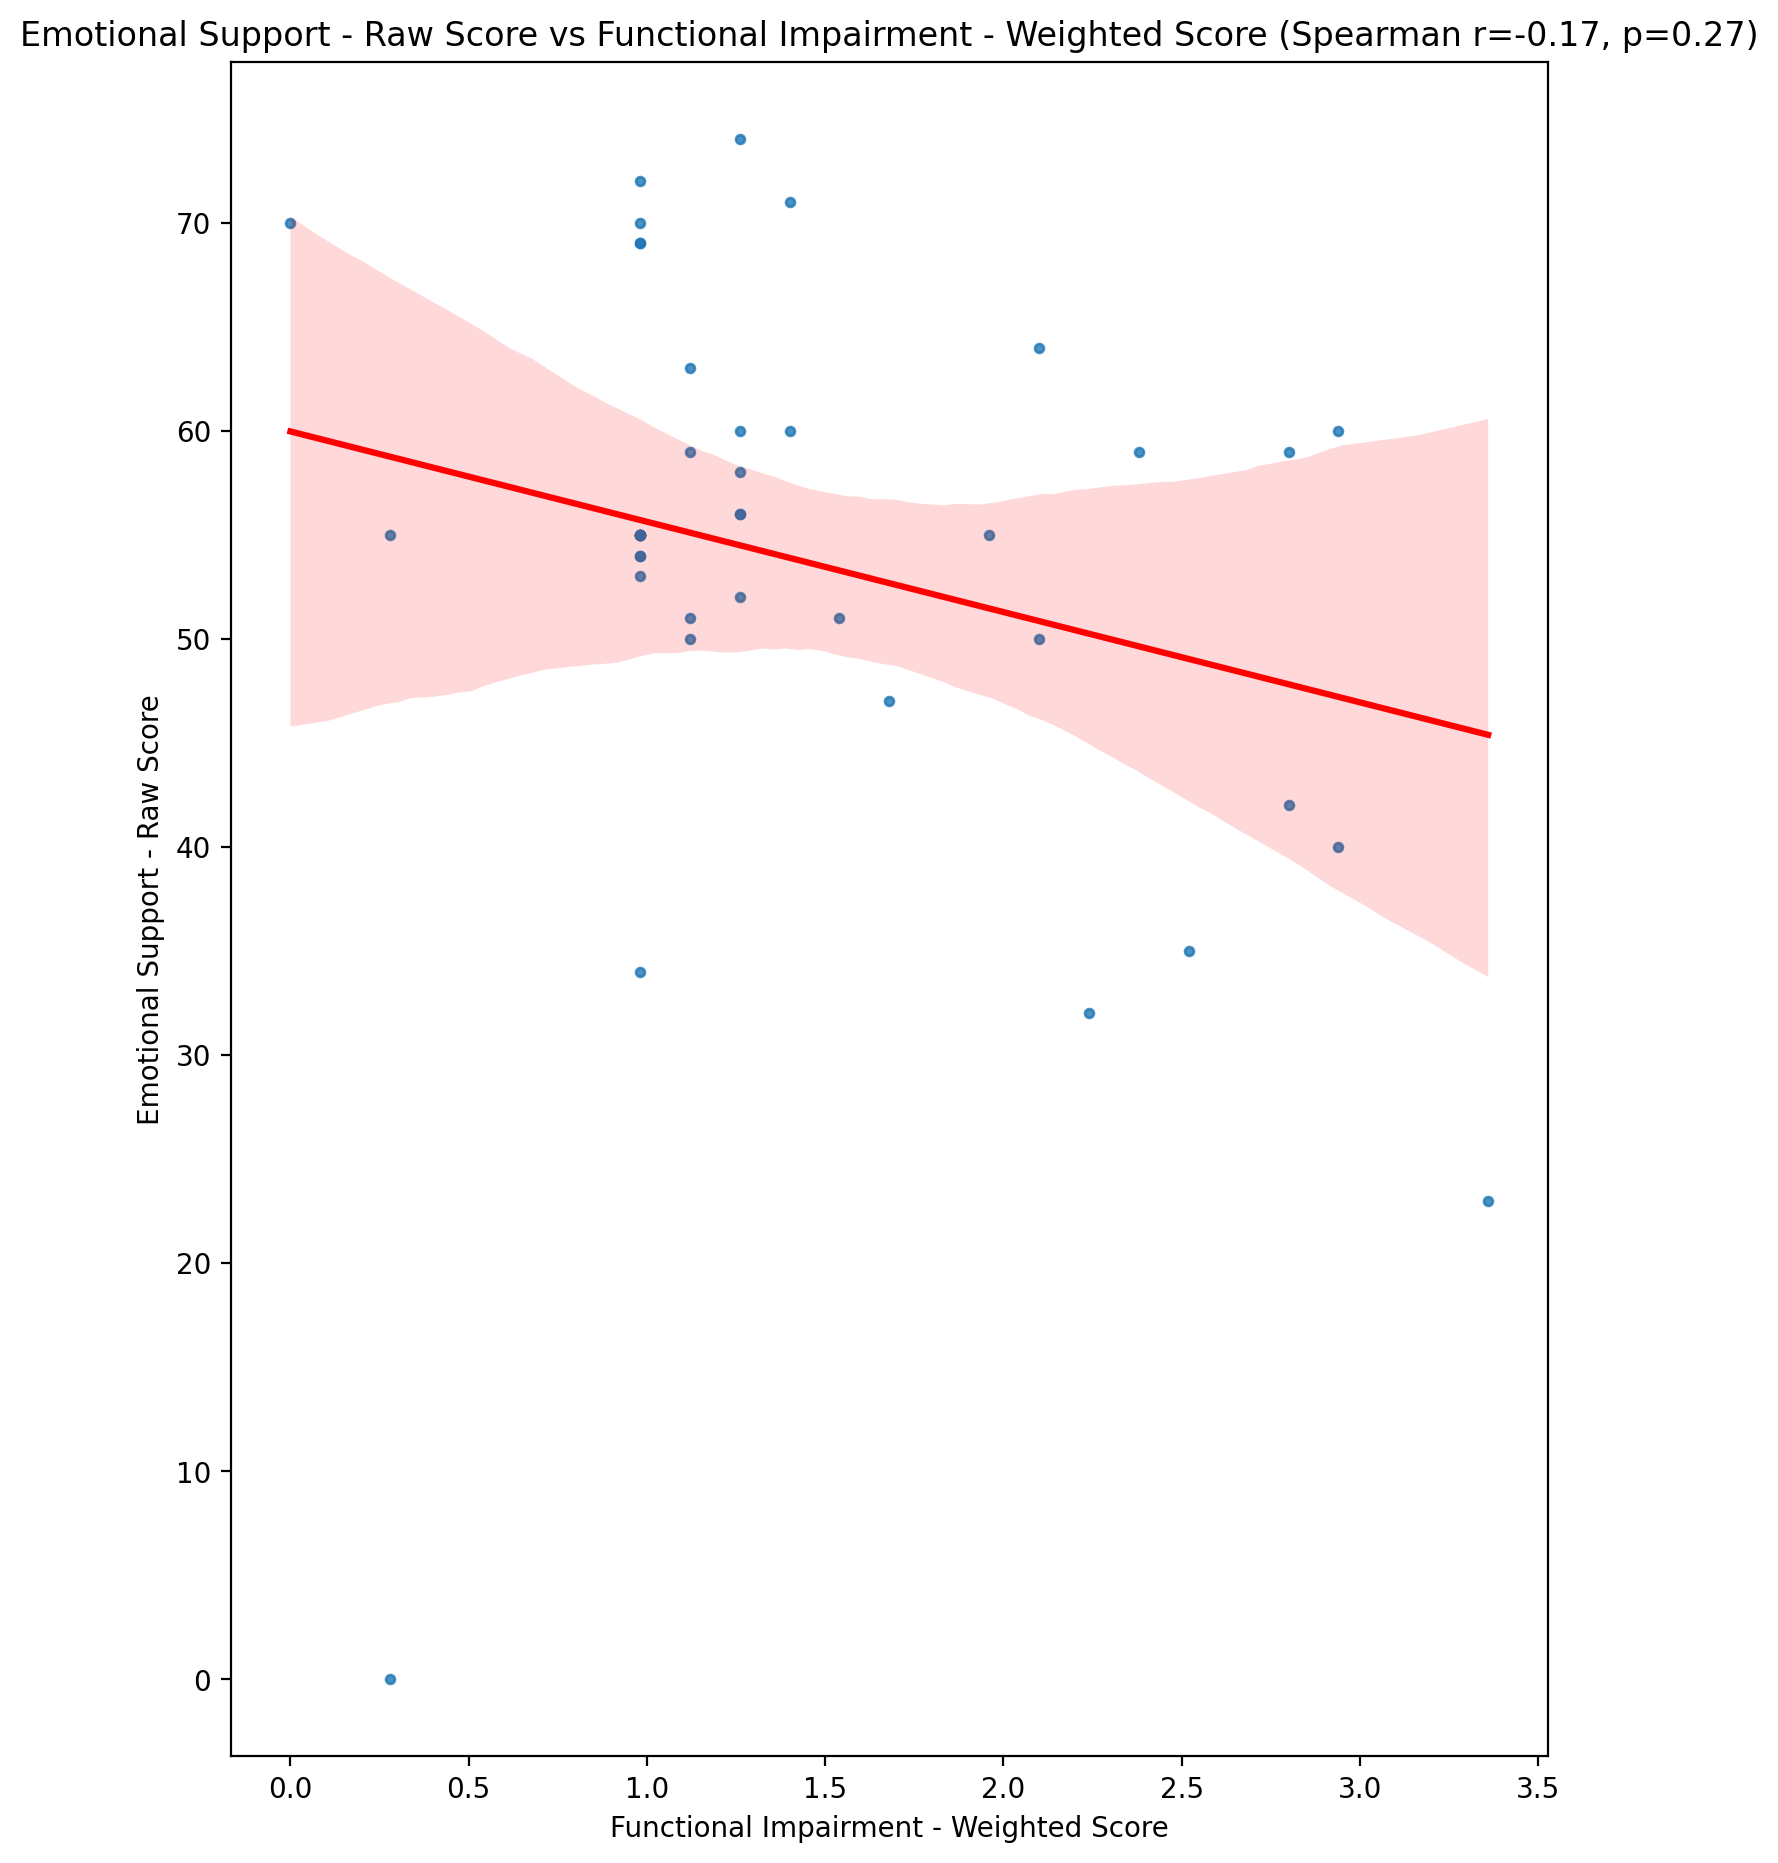 Emotional Support - Raw Score vs Functional Impairment - Weighted Score (Spearman r=-0.17, p=0.27)
Emotional Support - Raw Score
70
60
50
40
30
20
10
0
0.0 0.5 1.0 1.5 2.0 2.5 3.0 3.5
Functional Impairment - Weighted Score